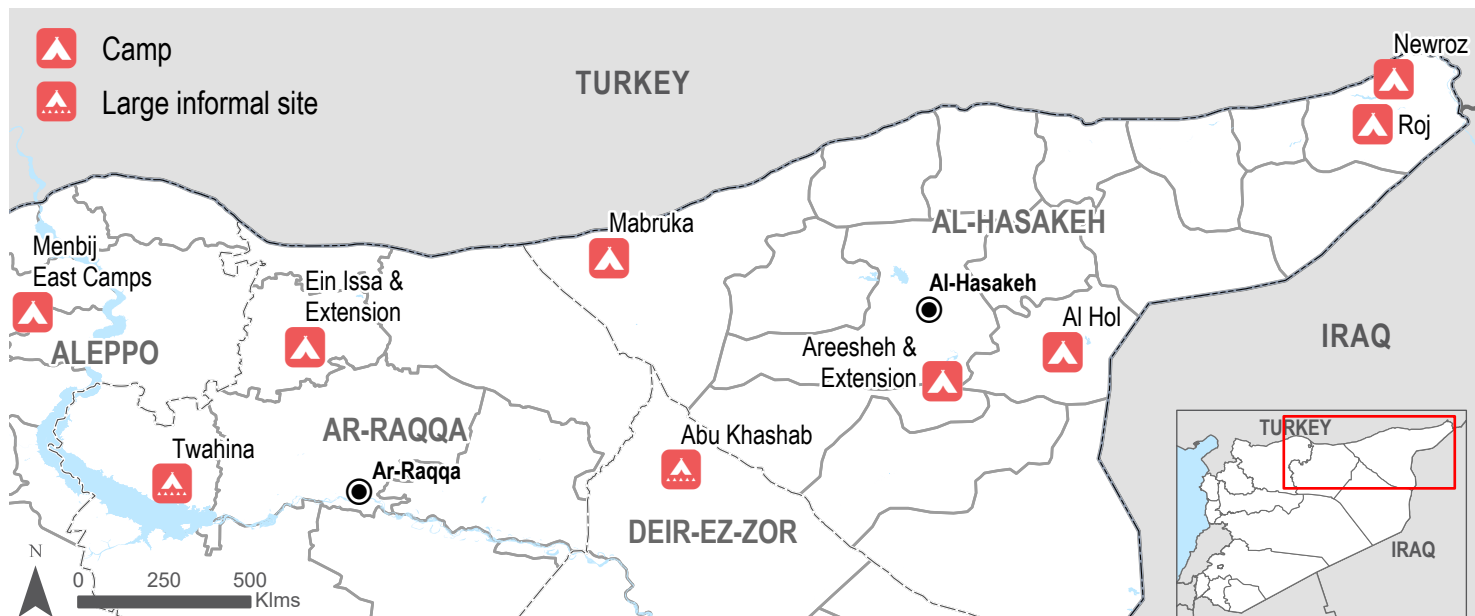 Camp
Large informal site
TURKEY
Newroz
Roj
Mabruka
AL-HASAKEH
Menbij
East Camps
Ein Issa &
Extension
Al-Hasakeh
Al Hol
ALEPPO
Areesheh &
Extension
IRAQ
AR-RAQQA
Twahina
Abu Khashab
Ar-Raqqa
DEIR-EZ-ZOR
TURKEY
IRAQ
N
0 250 500
Klms